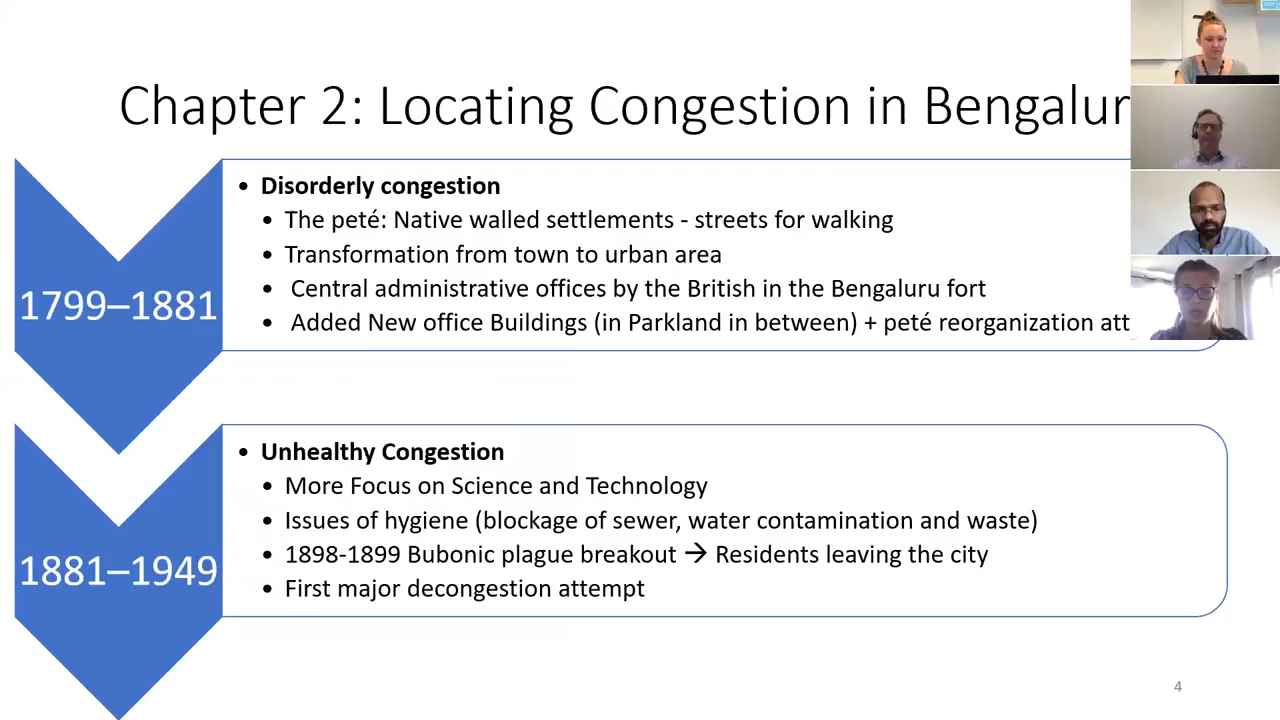 Chapter 2: Locating Congestion in Bengalur
1799–1881
• Disorderly congestion
• The peté: Native walled settlements - streets for walking
• Transformation from town to urban area
• Central administrative offices by the British in the Bengaluru fort
• Added New office Buildings (in Parkland in between) + peté reorganization att
1881–1949
• Unhealthy Congestion
• More Focus on Science and Technology
• Issues of hygiene (blockage of sewer, water contamination and waste)
• 1898-1899 Bubonic plague breakout → Residents leaving the city
• First major decongestion attempt
4